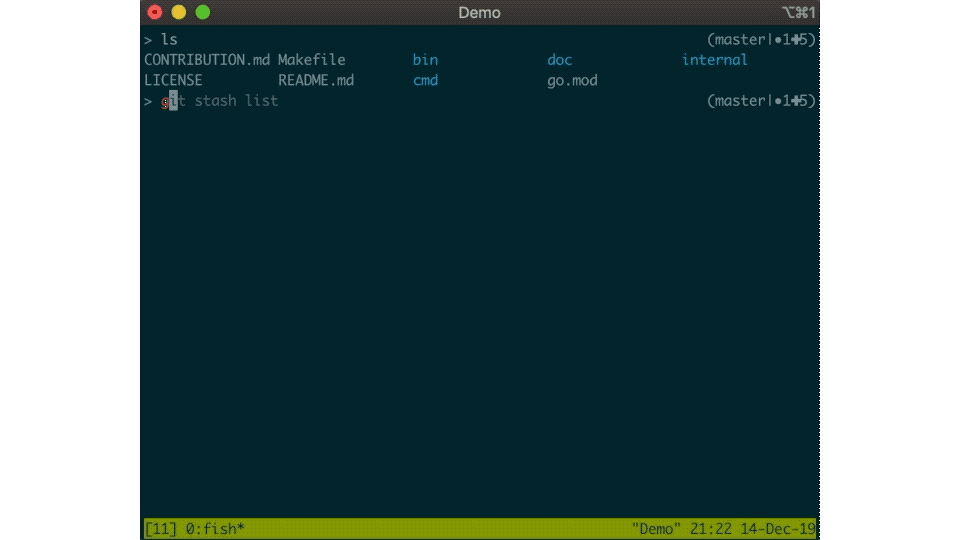 Demo ⌥⌘1
> ls (master|●1✚5)
CONTRIBUTION.md Makefile bin doc internal
LICENSE README.md cmd go.mod
> git stash list (master|●1✚5)
[11] 0:fish* "Demo" 21:22 14-Dec-19